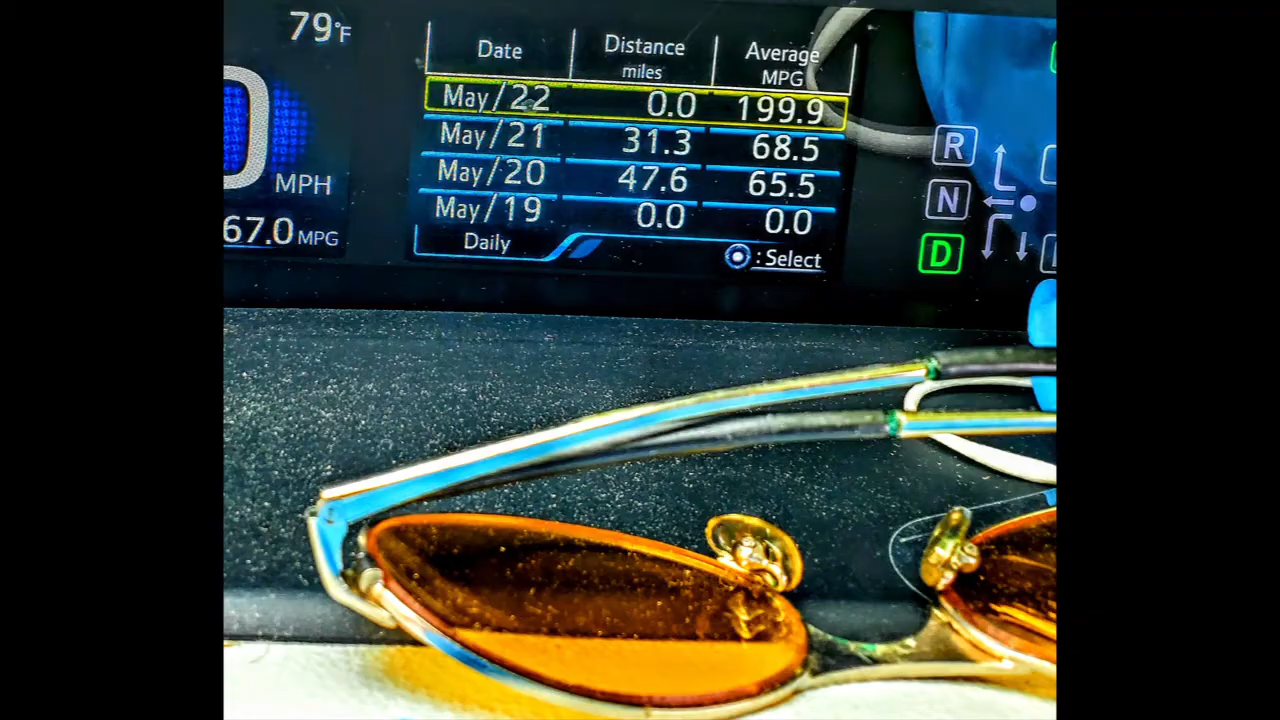 79°F
Date Distance miles Average MPG
May/22 0.0 199.9
May/21 31.3 68.5
May/20 47.6 65.5
May/19 0.0 0.0
Daily : Select
0 MPH
67.0 MPG
R
N
D